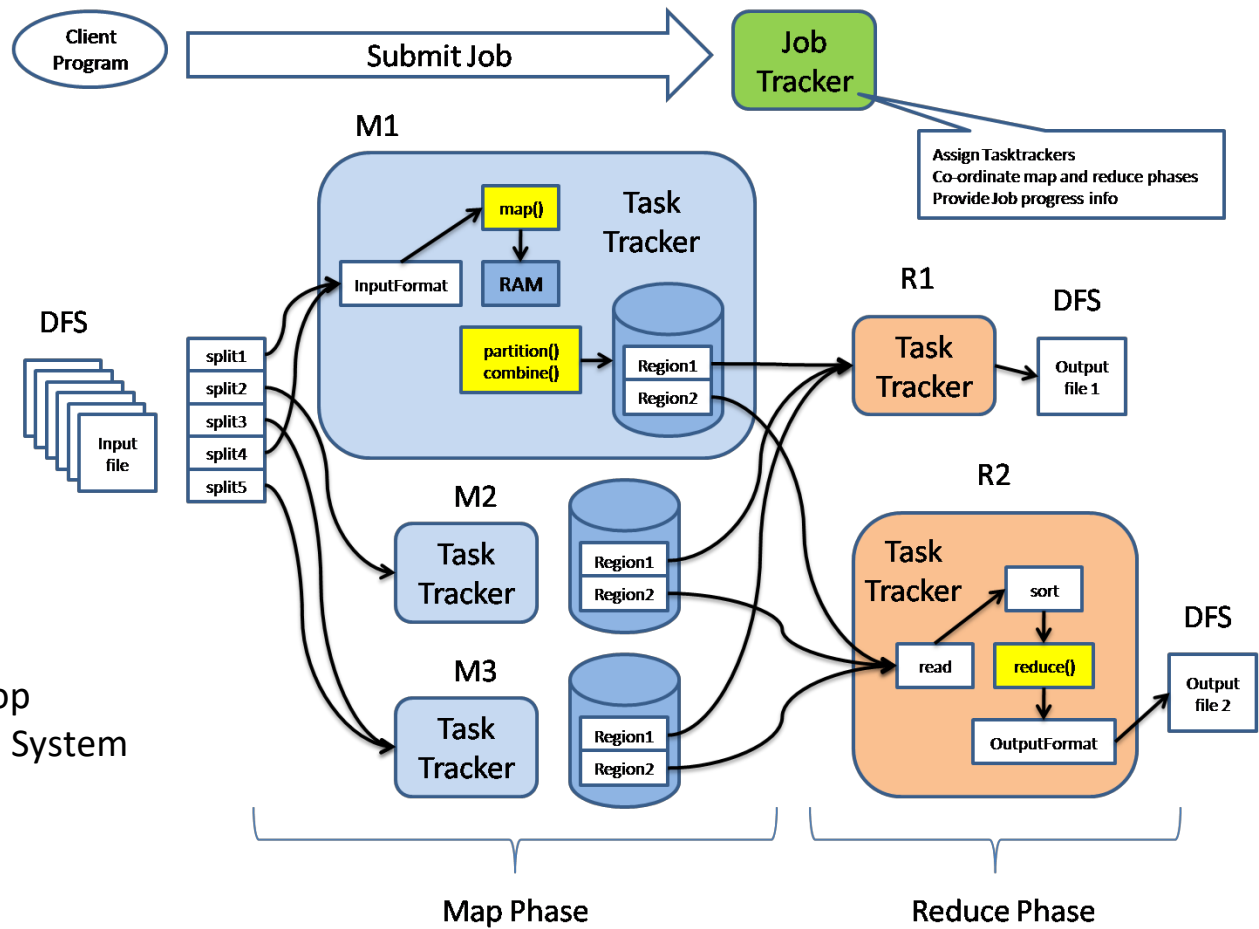 Client
Program
Submit Job
Job
Tracker
Assign Tasktrackers
Co-ordinate map and reduce phases
Provide Job progress info
M1
map()
Task
Tracker
InputFormat
RAM
partition()
combine()
Region1
Region2
DFS
Input
file
split1
split2
split3
split4
split5
R1
Task
Tracker
DFS
Output
file 1
M2
Task
Tracker
Region1
Region2
R2
Task
Tracker
sort
read
reduce()
OutputFormat
DFS
Output
file 2
M3
Task
Tracker
Region1
Region2
op
System
Map Phase
Reduce Phase